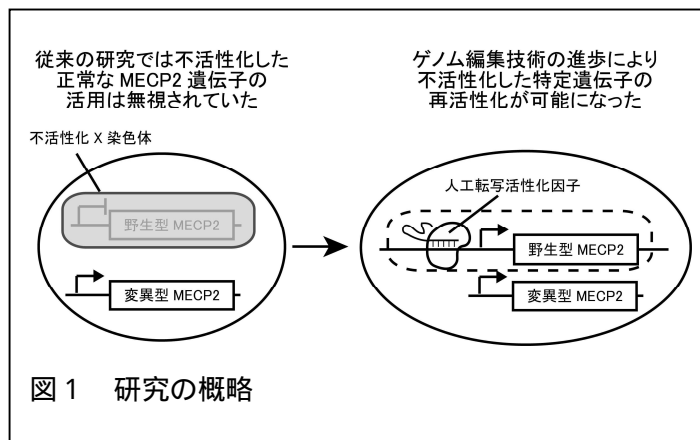 従来の研究では不活性化した
正常な MECP2 遺伝子の
活用は無視されていた
不活性化 X 染色体
野生型 MECP2
変異型 MECP2
ゲノム編集技術の進歩により
不活性化した特定遺伝子の
再活性化が可能になった
人工転写活性化因子
野生型 MECP2
変異型 MECP2
図 1 研究の概略